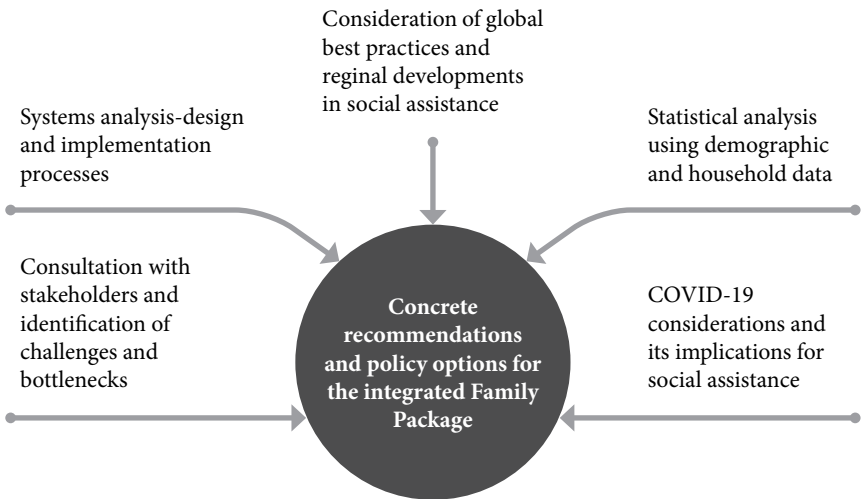 Consideration of global
best practices and
reginal developments
in social assistance
Systems analysis-design
and implementation
processes
Statistical analysis
using demographic
and household data
Consultation with
stakeholders and
identification of
challenges and
bottlenecks
COVID-19
considerations and
its implications for
social assistance
Concrete
recommendations
and policy options for
the integrated Family
Package